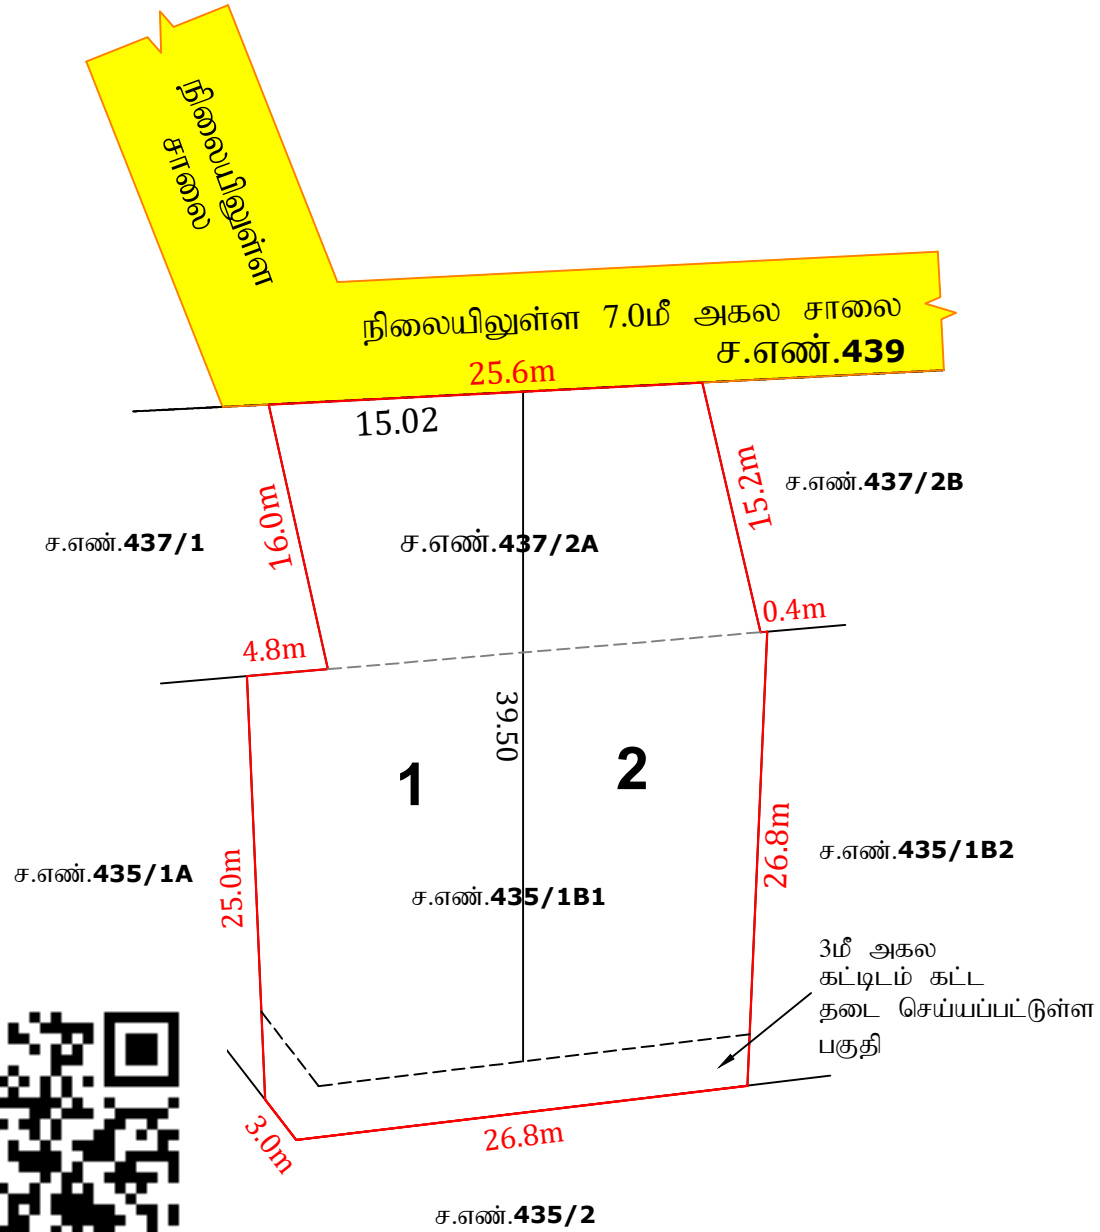 நிலையிலுள்ள
சாலை
நிலையிலுள்ள 7.0மீ அகல சாலை
ச.எண்.439
25.6m
15.02
16.0m
15.2m
ச.எண்.437/2B
ச.எண்.437/1
ச.எண்.437/2A
0.4m
4.8m
39.50
1
2
25.0m
26.8m
ச.எண்.435/1A
ச.எண்.435/1B2
ச.எண்.435/1B1
3மீ அகல
கட்டிடம் கட்ட
தடை செய்யப்பட்டுள்ள
பகுதி
3.0m
26.8m
ச.எண்.435/2